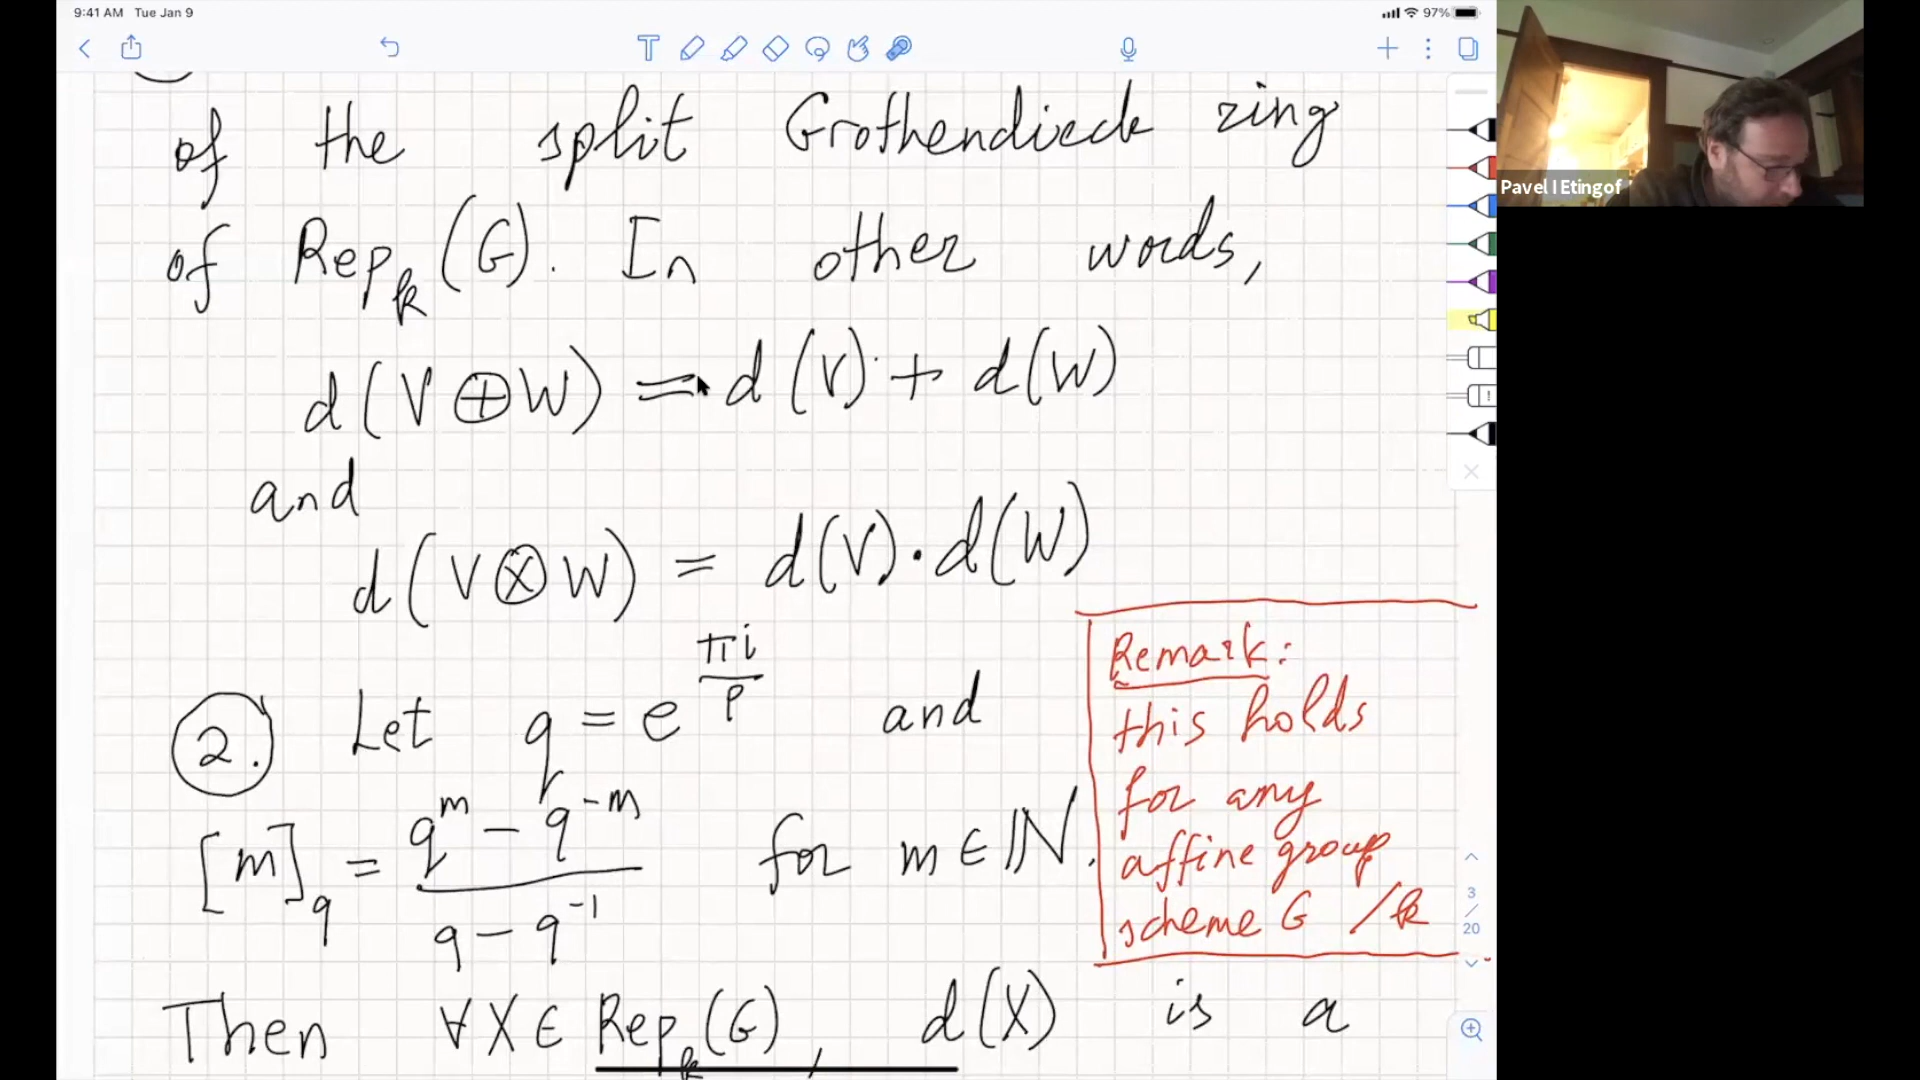 9:41 AM Tue Jan 9
97%
of the split Grothendieck ring
of Rep_k (G). In other words,
d(V ⊕ W) = d(V) + d(W)
and
d(V ⊗ W) = d(V) · d(W)
2. Let q = e^{πi/p} and
[m]_q = (q^m − q^{-m}) / (q − q^{-1}) for m ∈ ℕ.
Then ∀ X ∈ Rep_k (G), d(X) is a
Remark:
this holds
for any
affine group
scheme G /k
3
/
20
Pavel I Etingof